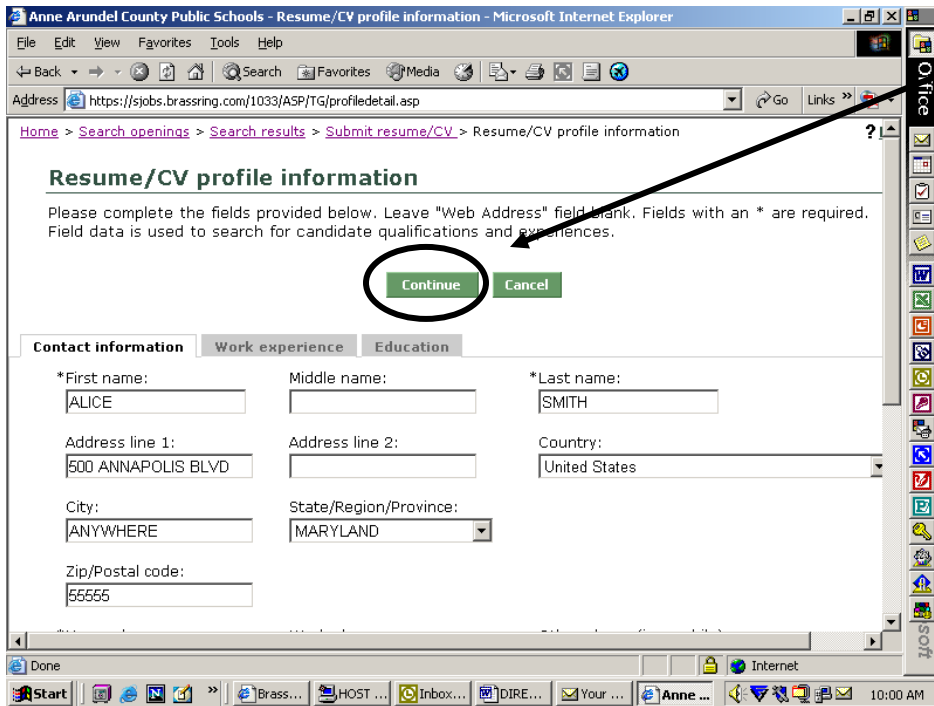 Anne Arundel County Public Schools - Resume/CV profile information - Microsoft Internet Explorer
File Edit View Favorites Tools Help
Back Search Favorites Media
Address https://sjobs.brassring.com/1033/ASP/TG/profiledetail.asp Go Links »
Home > Search openings > Search results > Submit resume/CV > Resume/CV profile information ?
Resume/CV profile information
Please complete the fields provided below. Leave "Web Address" field blank. Fields with an * are required.
Field data is used to search for candidate qualifications and experiences.
Continue Cancel
Contact information Work experience Education
*First name: Middle name: *Last name:
ALICE SMITH
Address line 1: Address line 2: Country:
500 ANNAPOLIS BLVD United States
City: State/Region/Province:
ANYWHERE MARYLAND
Zip/Postal code:
55555
Done Internet
Start » Brass... HOST ... Inbox... DIRE... Your ... Anne ... 10:00 AM
Office